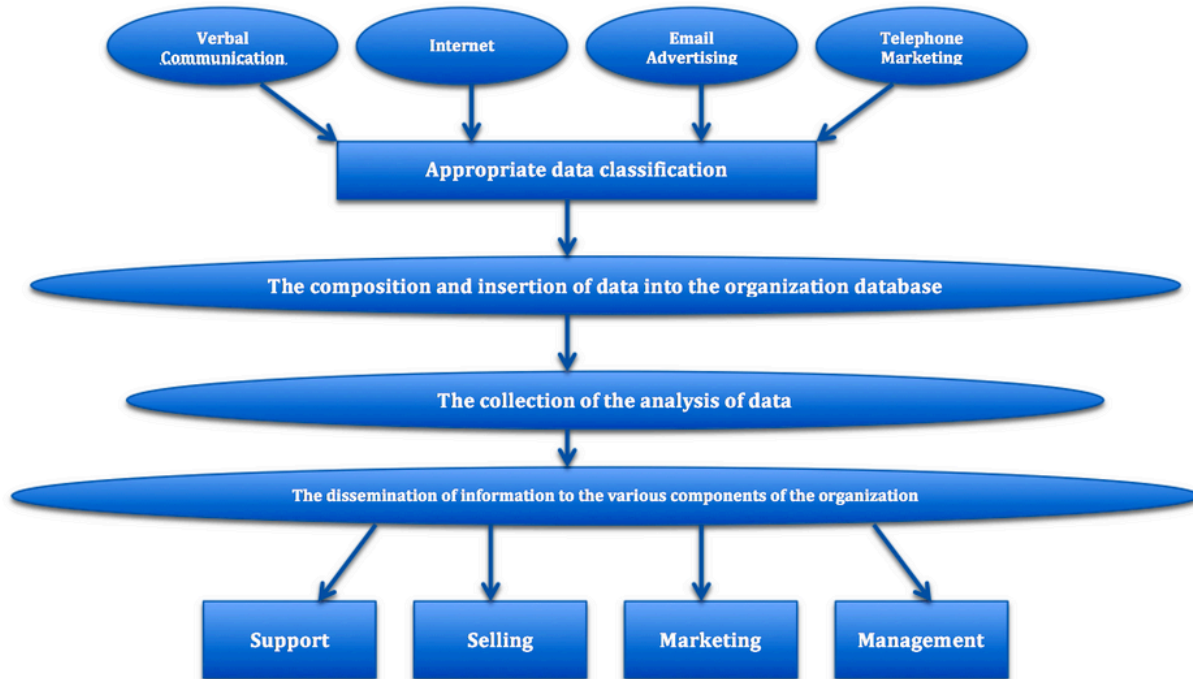 Verbal
Communication
Internet
Email
Advertising
Telephone
Marketing
Appropriate data classification
The composition and insertion of data into the organization database
The collection of the analysis of data
The dissemination of information to the various components of the organization
Support
Selling
Marketing
Management